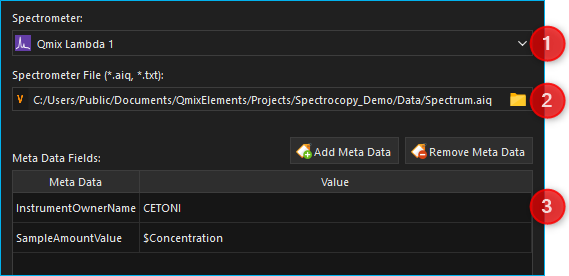 Spectrometer:
Qmix Lambda 1
1
Spectrometer File (*.aiq, *.txt):
V C:/Users/Public/Documents/QmixElements/Projects/Spectrocopy_Demo/Data/Spectrum.aiq
2
Add Meta Data Remove Meta Data
Meta Data Fields:
Meta Data Value
InstrumentOwnerName CETONI
3
SampleAmountValue $Concentration